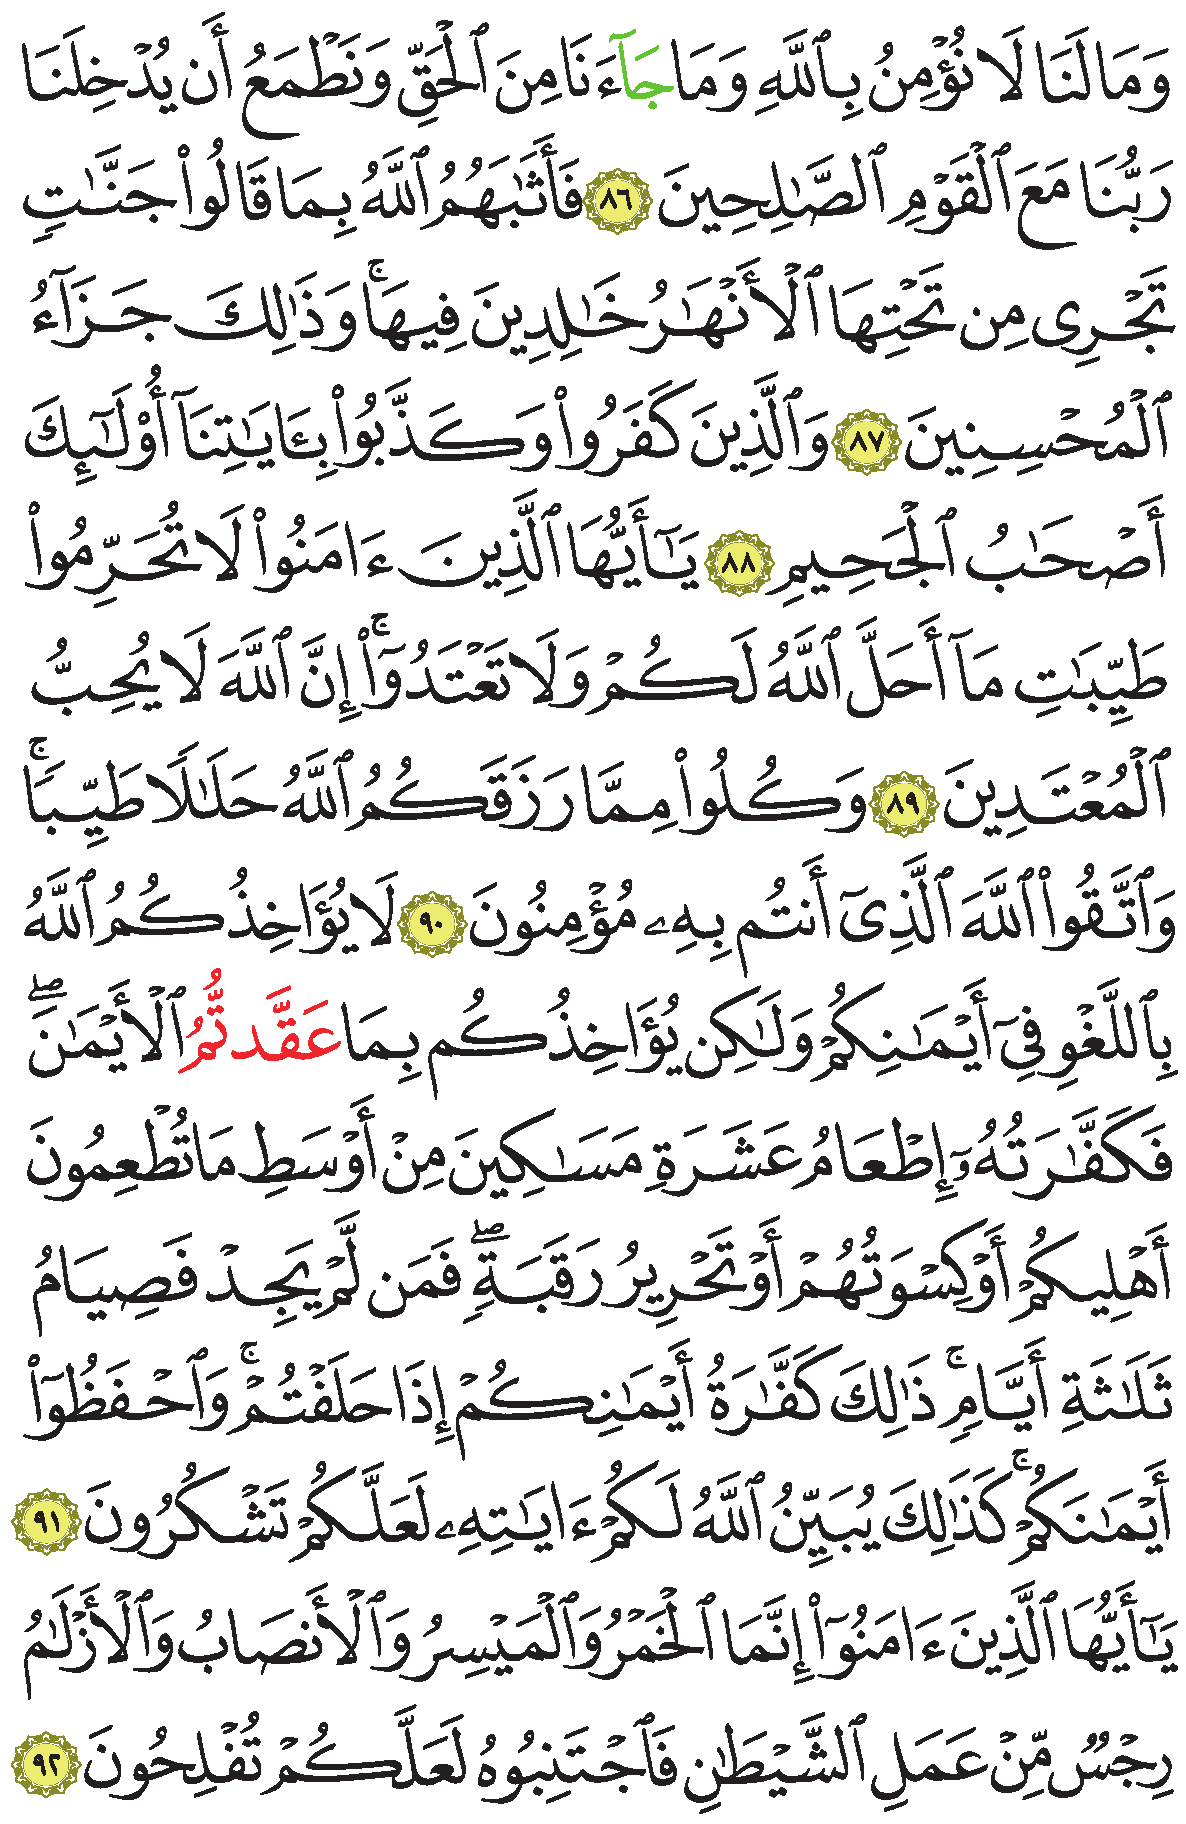 وَمَا لَنَا لَا نُؤْمِنُ بِٱللَّهِ وَمَا جَآءَنَا مِنَ ٱلْحَقِّ وَنَطْمَعُ أَن يُدْخِلَنَا
رَبُّنَا مَعَ ٱلْقَوْمِ ٱلصَّٰلِحِينَ ٨٦ فَأَثَٰبَهُمُ ٱللَّهُ بِمَا قَالُوا۟ جَنَّٰتٍ
تَجْرِى مِن تَحْتِهَا ٱلْأَنْهَٰرُ خَٰلِدِينَ فِيهَا ۚ وَذَٰلِكَ جَزَآءُ
ٱلْمُحْسِنِينَ ٨٧ وَٱلَّذِينَ كَفَرُوا۟ وَكَذَّبُوا۟ بِـَٔايَٰتِنَآ أُو۟لَٰٓئِكَ
أَصْحَٰبُ ٱلْجَحِيمِ ٨٨ يَٰٓأَيُّهَا ٱلَّذِينَ ءَامَنُوا۟ لَا تُحَرِّمُوا۟
طَيِّبَٰتِ مَآ أَحَلَّ ٱللَّهُ لَكُمْ وَلَا تَعْتَدُوٓا۟ ۚ إِنَّ ٱللَّهَ لَا يُحِبُّ
ٱلْمُعْتَدِينَ ٨٩ وَكُلُوا۟ مِمَّا رَزَقَكُمُ ٱللَّهُ حَلَٰلًا طَيِّبًا ۚ
وَٱتَّقُوا۟ ٱللَّهَ ٱلَّذِىٓ أَنتُم بِهِۦ مُؤْمِنُونَ ٩٠ لَا يُؤَاخِذُكُمُ ٱللَّهُ
بِٱللَّغْوِ فِىٓ أَيْمَٰنِكُمْ وَلَٰكِن يُؤَاخِذُكُم بِمَا عَقَّدتُّمُ ٱلْأَيْمَٰنَ ۖ
فَكَفَّٰرَتُهُۥٓ إِطْعَامُ عَشَرَةِ مَسَٰكِينَ مِنْ أَوْسَطِ مَا تُطْعِمُونَ
أَهْلِيكُمْ أَوْ كِسْوَتُهُمْ أَوْ تَحْرِيرُ رَقَبَةٍ ۖ فَمَن لَّمْ يَجِدْ فَصِيَامُ
ثَلَٰثَةِ أَيَّامٍ ۚ ذَٰلِكَ كَفَّٰرَةُ أَيْمَٰنِكُمْ إِذَا حَلَفْتُمْ ۚ وَٱحْفَظُوٓا۟
أَيْمَٰنَكُمْ ۚ كَذَٰلِكَ يُبَيِّنُ ٱللَّهُ لَكُمْ ءَايَٰتِهِۦ لَعَلَّكُمْ تَشْكُرُونَ ٩١
يَٰٓأَيُّهَا ٱلَّذِينَ ءَامَنُوٓا۟ إِنَّمَا ٱلْخَمْرُ وَٱلْمَيْسِرُ وَٱلْأَنصَابُ وَٱلْأَزْلَٰمُ
رِجْسٌ مِّنْ عَمَلِ ٱلشَّيْطَٰنِ فَٱجْتَنِبُوهُ لَعَلَّكُمْ تُفْلِحُونَ ٩٢